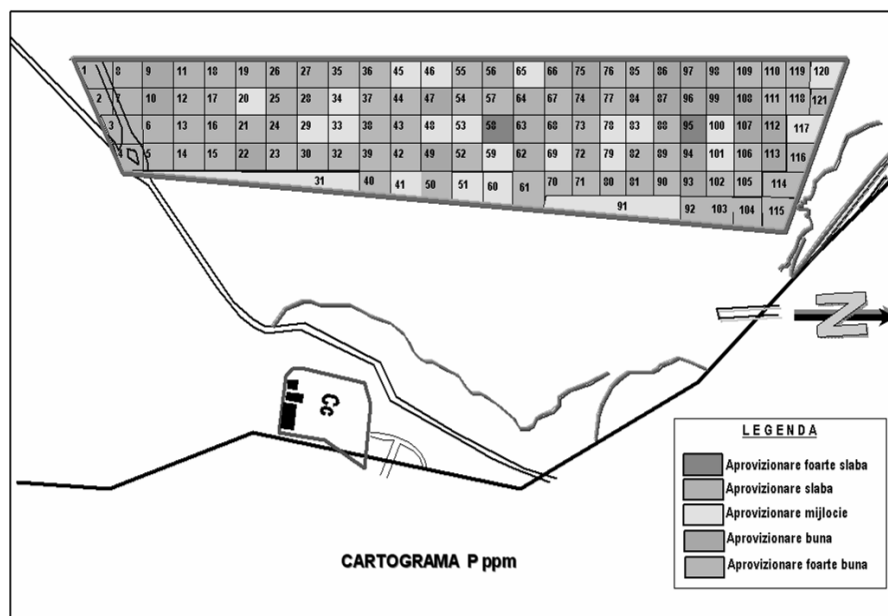 1 8 9 11 18 19 26 27 35 36 45 46 55 56 65 66 75 76 85 86 97 98 109 110 119 120
2 7 10 12 17 20 25 28 34 37 44 47 54 57 64 67 74 77 84 87 96 99 108 111 118 121
3 6 13 16 21 24 29 33 38 43 48 53 58 63 68 73 78 83 88 95 100 107 112 117
5 14 15 22 23 30 32 39 42 49 52 59 62 69 72 79 82 89 94 101 106 113 116
31 40 41 50 51 60 61 70 71 80 81 90 93 102 105 114
91 92 103 104 115
N
Cc
LEGENDA
Aprovizionare foarte slaba
Aprovizionare slaba
Aprovizionare mijlocie
Aprovizionare buna
Aprovizionare foarte buna
CARTOGRAMA P ppm